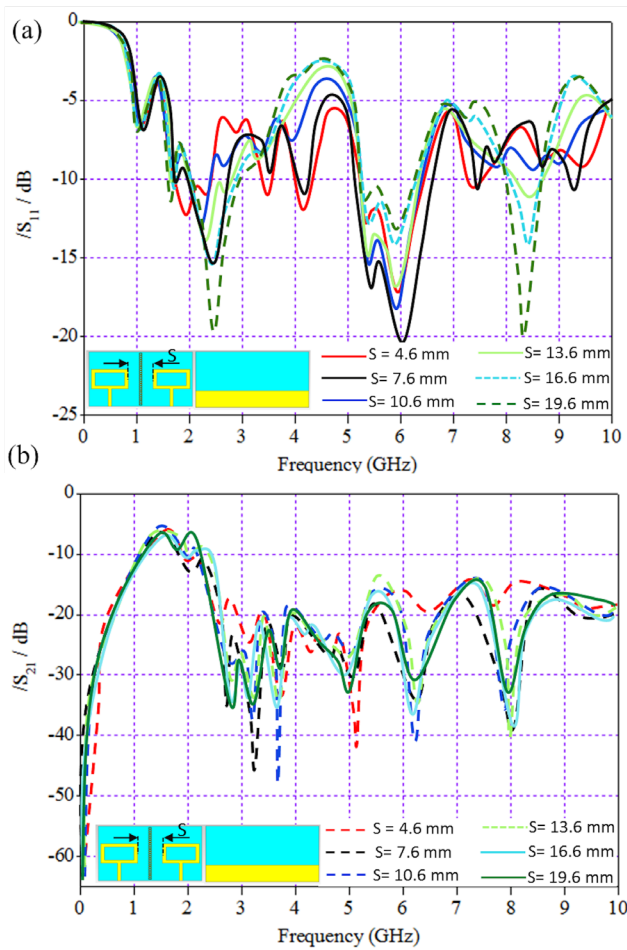 (a)
/S11 / dB
0
-5
-10
-15
-20
-25
S
S = 4.6 mm
S= 7.6 mm
S= 10.6 mm
S= 13.6 mm
S= 16.6 mm
S= 19.6 mm
0 1 2 3 4 5 6 7 8 9 10
Frequency (GHz)
(b)
/S21 / dB
0
-10
-20
-30
-40
-50
-60
S
S = 4.6 mm
S= 7.6 mm
S= 10.6 mm
S= 13.6 mm
S= 16.6 mm
S= 19.6 mm
0 1 2 3 4 5 6 7 8 9 10
Frequency (GHz)